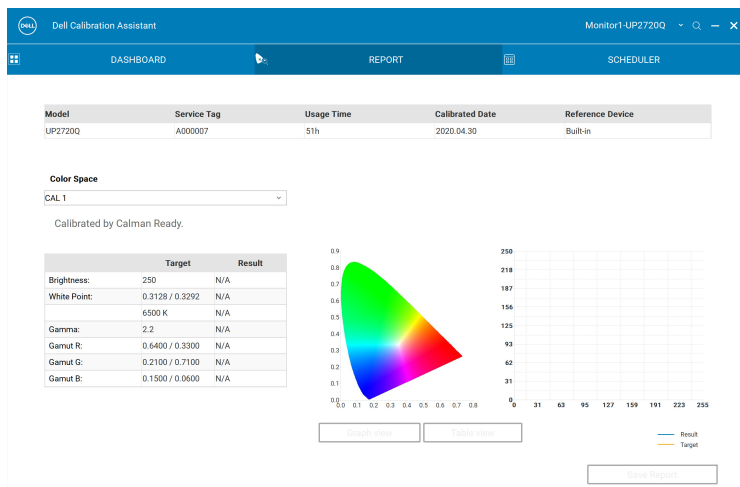 DELL
Dell Calibration Assistant
Monitor1-UP2720Q
DASHBOARD
REPORT
SCHEDULER
Model Service Tag Usage Time Calibrated Date Reference Device
UP2720Q A000007 51h 2020.04.30 Built-in
Color Space
CAL 1
Calibrated by Calman Ready.
Target Result
Brightness: 250 N/A
White Point: 0.3128 / 0.3292 N/A
6500 K N/A
Gamma: 2.2 N/A
Gamut R: 0.6400 / 0.3300 N/A
Gamut G: 0.2100 / 0.7100 N/A
Gamut B: 0.1500 / 0.0600 N/A
0.9
0.8
0.7
0.6
0.5
0.4
0.3
0.2
0.1
0.0
0.0 0.1 0.2 0.3 0.4 0.5 0.6 0.7 0.8
250
218
187
156
125
93
62
31
0
0 31 63 95 127 159 191 223 255
Graph view
Table view
Result
Target
Save Report